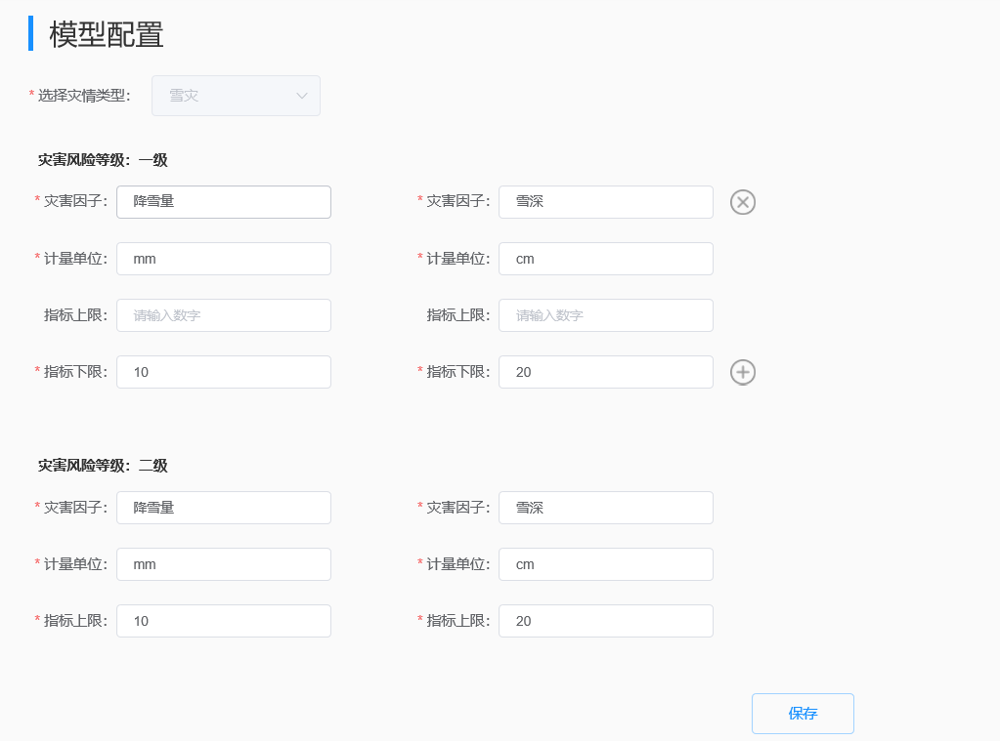 模型配置
* 选择灾情类型： 雪灾
灾害风险等级：一级
* 灾害因子： 降雪量 * 灾害因子： 雪深
* 计量单位： mm * 计量单位： cm
指标上限： 请输入数字 指标上限： 请输入数字
* 指标下限： 10 * 指标下限： 20
灾害风险等级：二级
* 灾害因子： 降雪量 * 灾害因子： 雪深
* 计量单位： mm * 计量单位： cm
* 指标上限： 10 * 指标上限： 20
保存